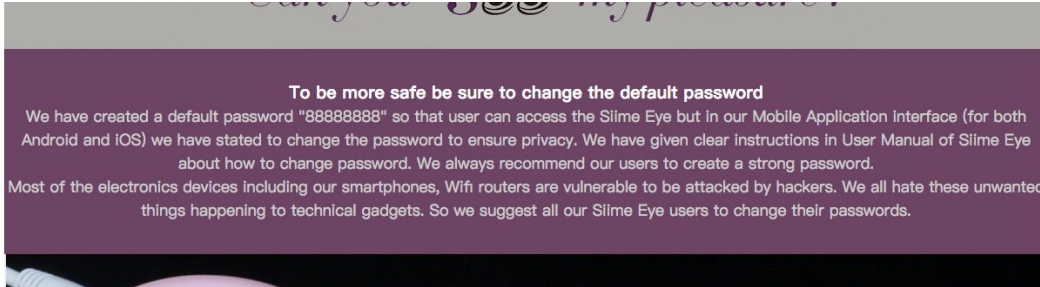 Can you "See" my pleasure?
To be more safe be sure to change the default password
We have created a default password "88888888" so that user can access the Siime Eye but in our Mobile Application interface (for both
Android and iOS) we have stated to change the password to ensure privacy. We have given clear instructions in User Manual of Siime Eye
about how to change password. We always recommend our users to create a strong password.
Most of the electronics devices including our smartphones, Wifi routers are vulnerable to be attacked by hackers. We all hate these unwanted
things happening to technical gadgets. So we suggest all our Siime Eye users to change their passwords.